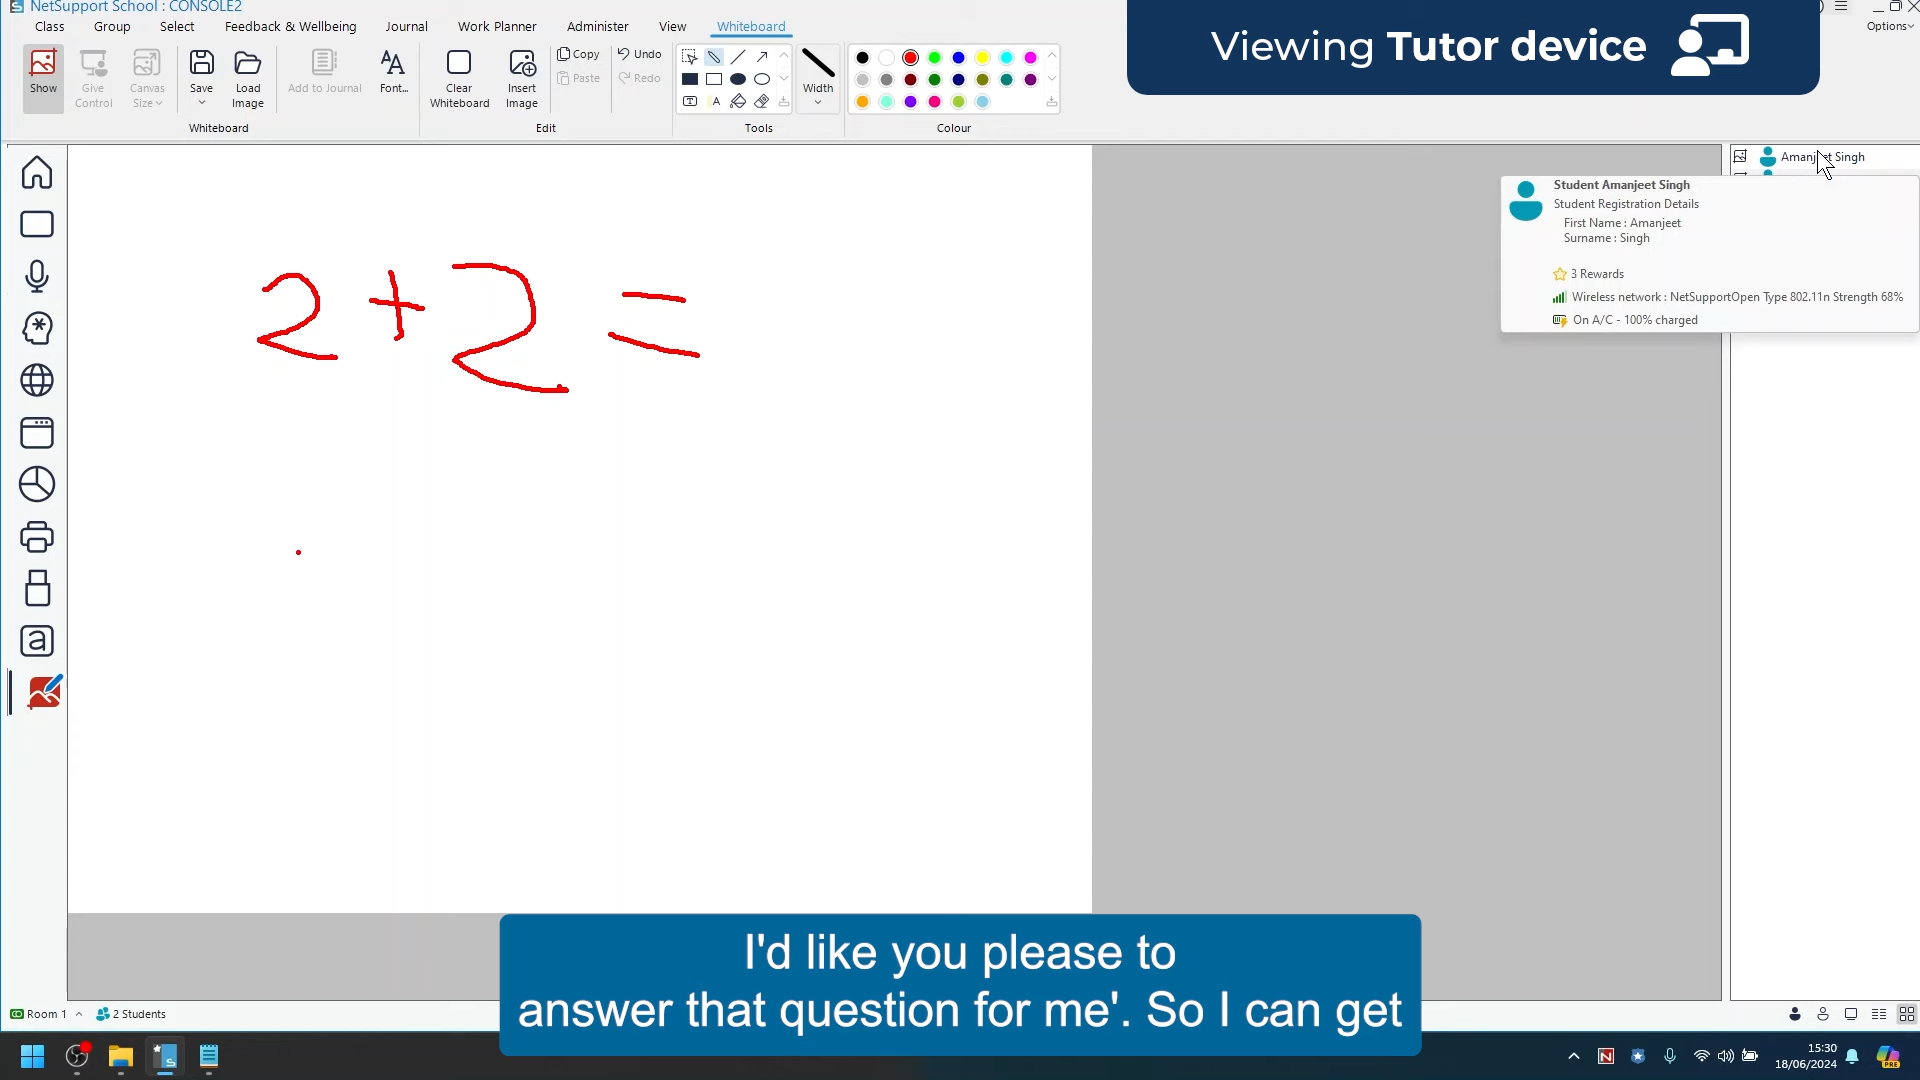 NetSupport School : CONSOLE2
Class Group Select Feedback & Wellbeing Journal Work Planner Administer View Whiteboard
Options
Viewing Tutor device
Show
Give Control
Canvas Size
Save
Load Image
Add to Journal
Font...
Clear Whiteboard
Insert Image
Copy
Paste
Undo
Redo
Width
Whiteboard Edit Tools Colour
Amanjeet Singh
Student Amanjeet Singh
Student Registration Details
First Name : Amanjeet
Surname : Singh
3 Rewards
Wireless network : NetSupportOpen Type 802.11n Strength 68%
On A/C - 100% charged
2 + 2 =
I'd like you please to
answer that question for me'. So I can get
Room 1
2 Students
15:30
18/06/2024